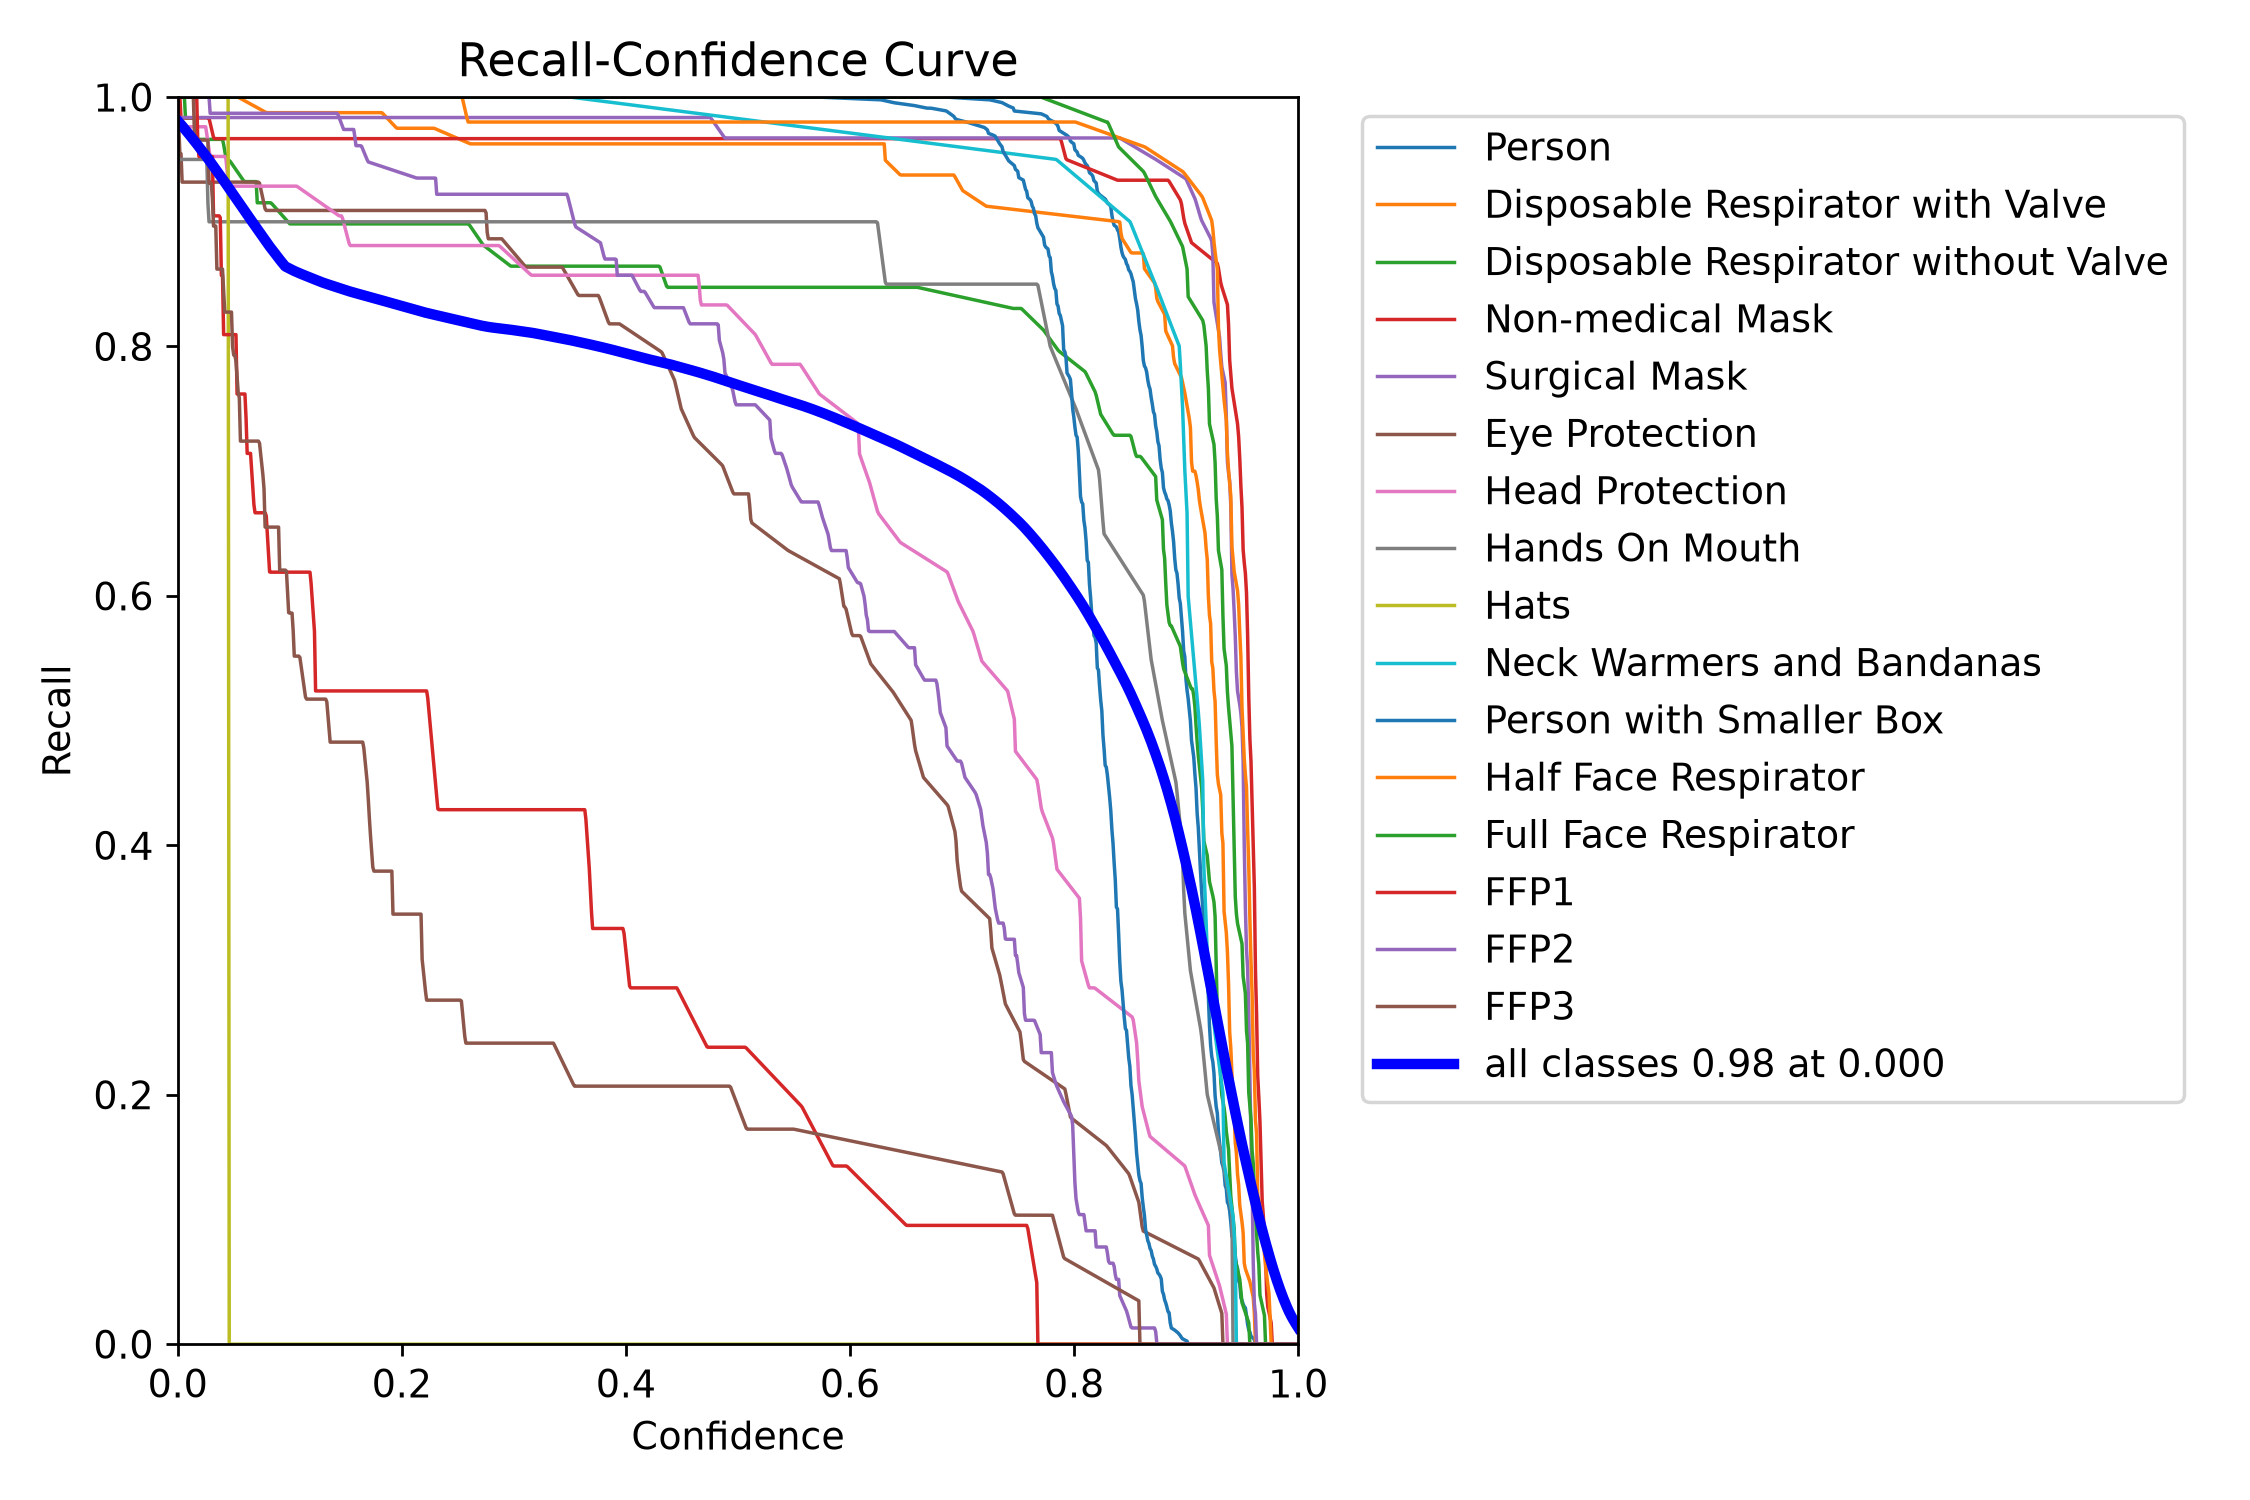 Recall-Confidence Curve
1.0
0.8
0.6
0.4
0.2
0.0
Recall
0.0 0.2 0.4 0.6 0.8 1.0
Confidence
Person
Disposable Respirator with Valve
Disposable Respirator without Valve
Non-medical Mask
Surgical Mask
Eye Protection
Head Protection
Hands On Mouth
Hats
Neck Warmers and Bandanas
Person with Smaller Box
Half Face Respirator
Full Face Respirator
FFP1
FFP2
FFP3
all classes 0.98 at 0.000